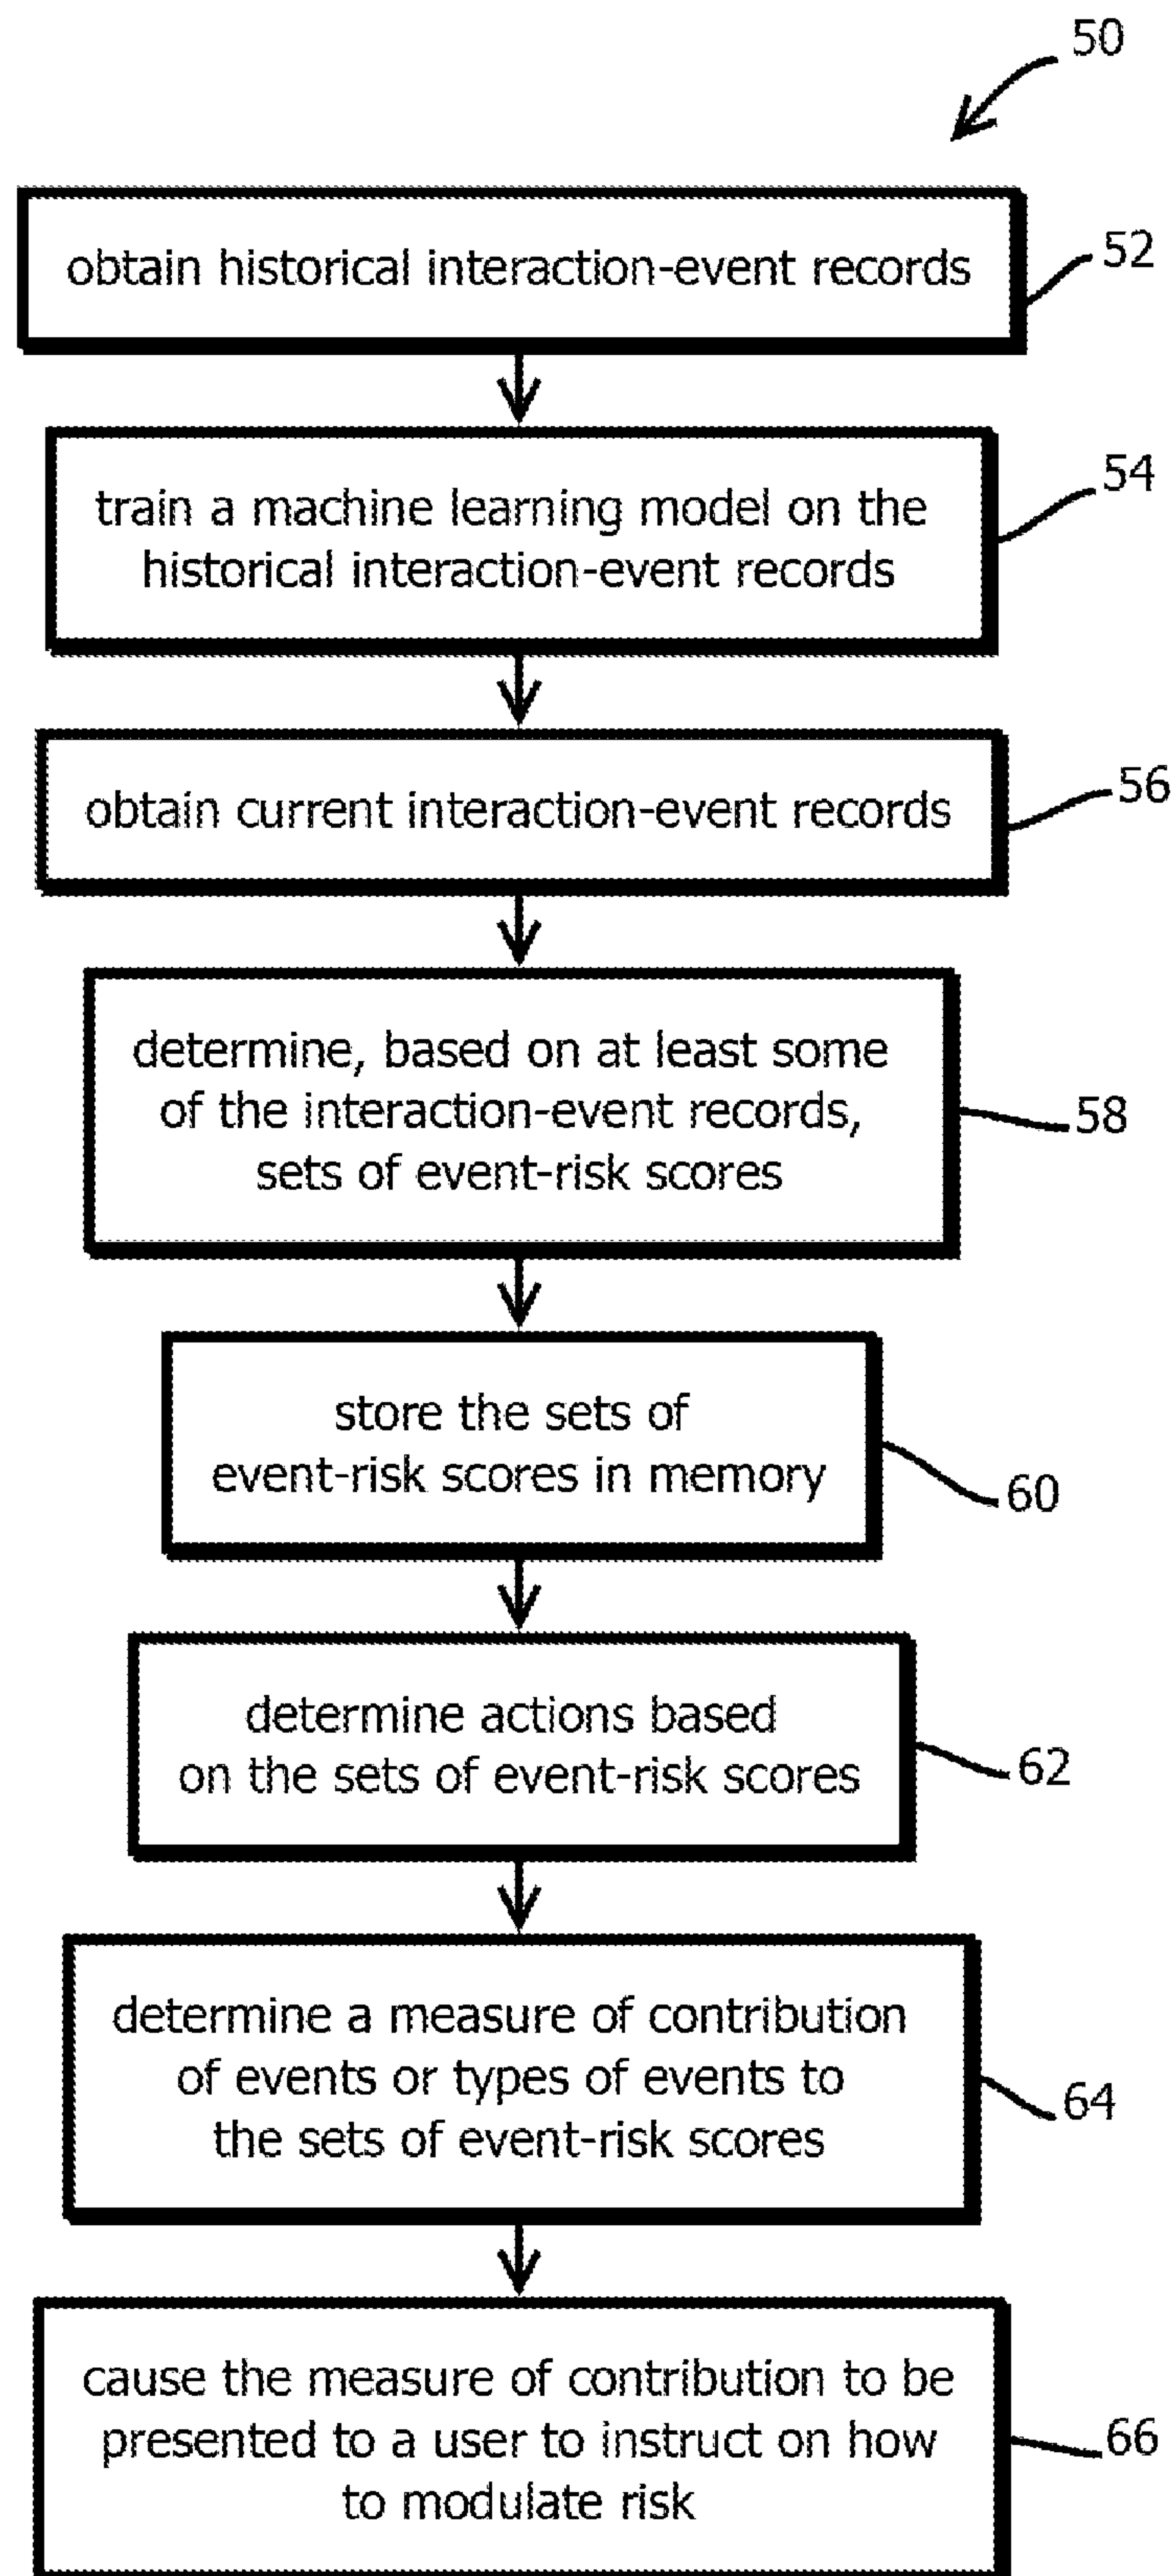 50
obtain historical interaction-event records
52
train a machine learning model on the
historical interaction-event records
54
obtain current interaction-event records
56
determine, based on at least some
of the interaction-event records,
sets of event-risk scores
58
store the sets of
event-risk scores in memory
60
determine actions based
on the sets of event-risk scores
62
determine a measure of contribution
of events or types of events to
the sets of event-risk scores
64
cause the measure of contribution to be
presented to a user to instruct on how
to modulate risk
66